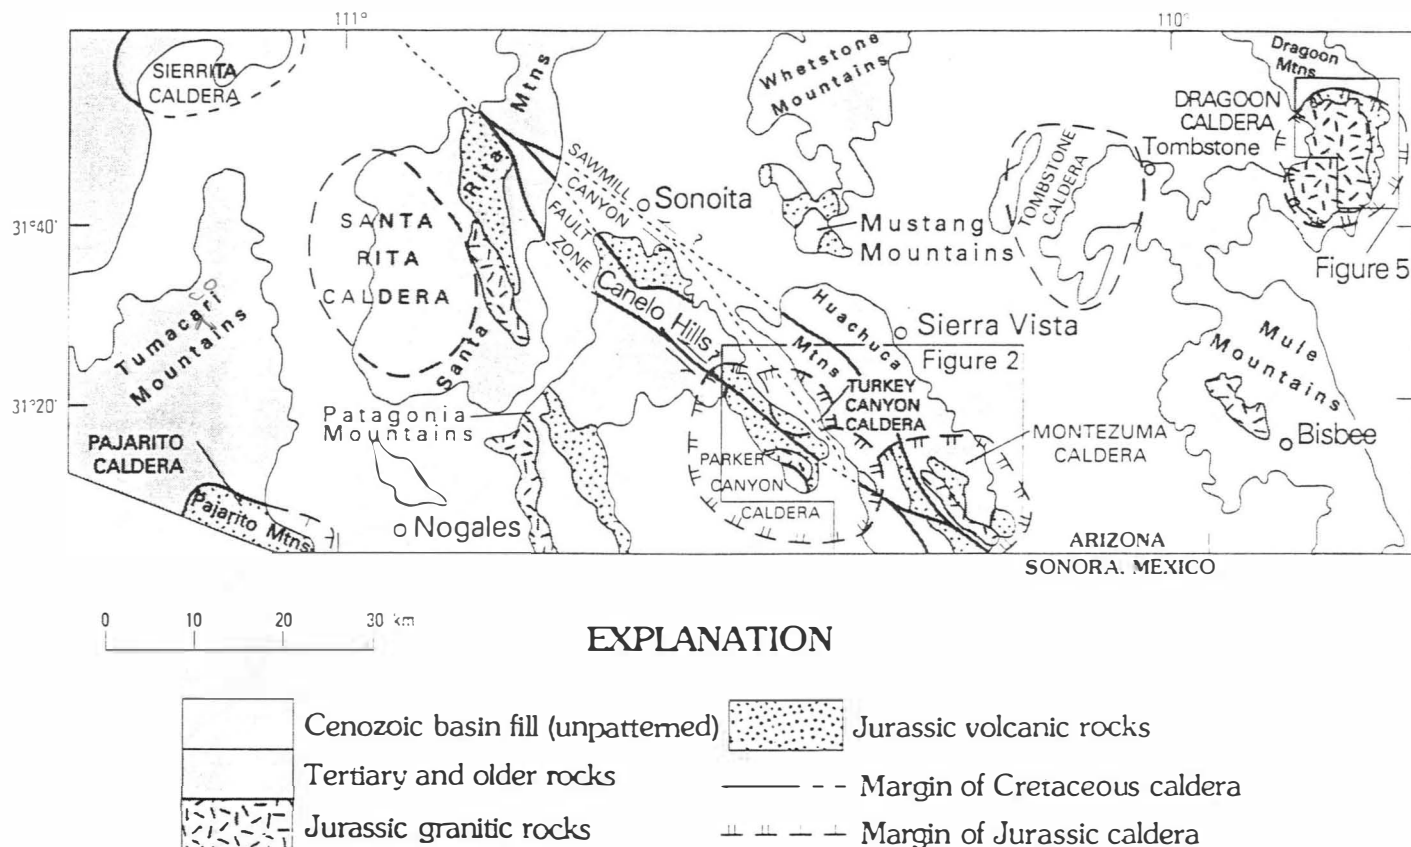 111°
110°
SIERRITA
CALDERA
Mtns
Whetstone
Mountains
Dragoon
Mtns
DRAGOON
CALDERA
Tombstone
TOMBSTONE
CALDERA
SAWMILL
CANYON
FAULT
ZONE
?
Sonoita
Rita
Santa
31°40'
SANTA
RITA
CALDERA
Mustang
Mountains
Figure 5
Canelo Hills
?
Huachuca
Mtns
Sierra Vista
Figure 2
Mule
Mountains
Tumacari
Mountains
31°20'
Patagonia
Mountains
TURKEY
CANYON
CALDERA
MONTEZUMA
CALDERA
Bisbee
PAJARITO
CALDERA
PARKER
CANYON
CALDERA
Pajarito Mtns
Nogales
ARIZONA
SONORA, MEXICO
0 10 20 30 km
EXPLANATION
Cenozoic basin fill (unpatterned)
Jurassic volcanic rocks
Tertiary and older rocks
Margin of Cretaceous caldera
Jurassic granitic rocks
Margin of Jurassic caldera